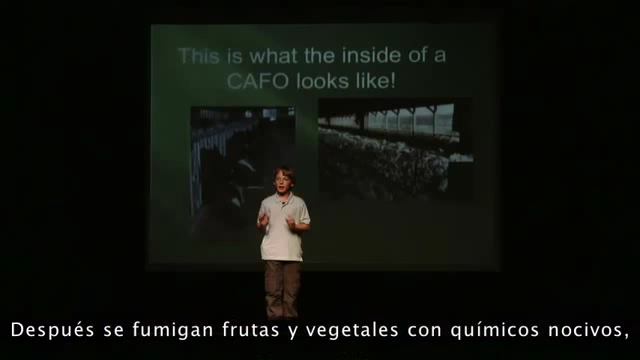 This is what the inside of a
CAFO looks like!
Después se fumigan frutas y vegetales con químicos nocivos,